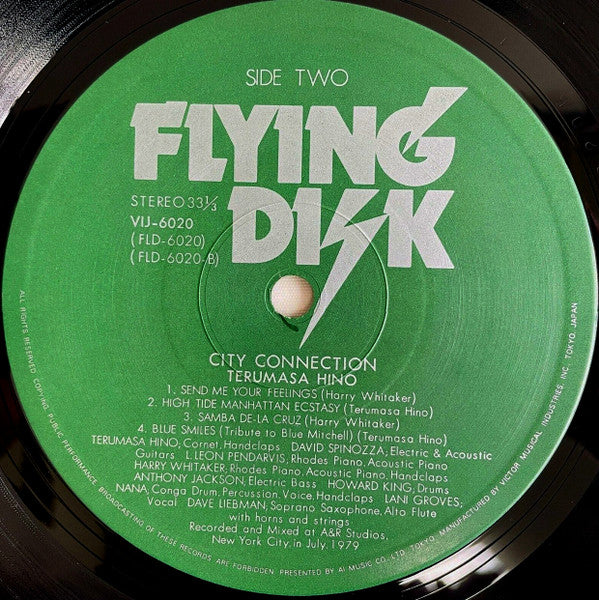 SIDE TWO
FLYING
DISK
STEREO 33⅓
VIJ-6020
(FLD-6020)
(FLD-6020-B)
CITY CONNECTION
TERUMASA HINO
1. SEND ME YOUR FEELINGS (Harry Whitaker)
2. HIGH TIDE MANHATTAN ECSTASY (Terumasa Hino)
3. SAMBA DE-LA CRUZ (Harry Whitaker)
4. BLUE SMILES (Tribute to Blue Mitchell) (Terumasa Hino)
TERUMASA HINO; Cornet, Handclaps DAVID SPINOZZA; Electric & Acoustic
Guitars L. LEON PENDARVIS, Rhodes Piano, Acoustic Piano
HARRY WHITAKER; Rhodes Piano, Acoustic Piano, Handclaps
ANTHONY JACKSON; Electric Bass HOWARD KING; Drums
NANA; Conga Drum, Percussion, Voice, Handclaps LANI GROVES;
Vocal DAVE LIEBMAN; Soprano Saxophone, Alto Flute
with horns and strings.
Recorded and Mixed at A&R Studios,
New York City, in July, 1979
ALL RIGHTS RESERVED. COPYING, PUBLIC PERFORMANCE, BROADCASTING OF THESE RECORDS ARE FORBIDDEN. PRESENTED BY AI MUSIC CO., LTD. TOKYO, MANUFACTURED BY VICTOR MUSICAL INDUSTRIES, INC. TOKYO, JAPAN